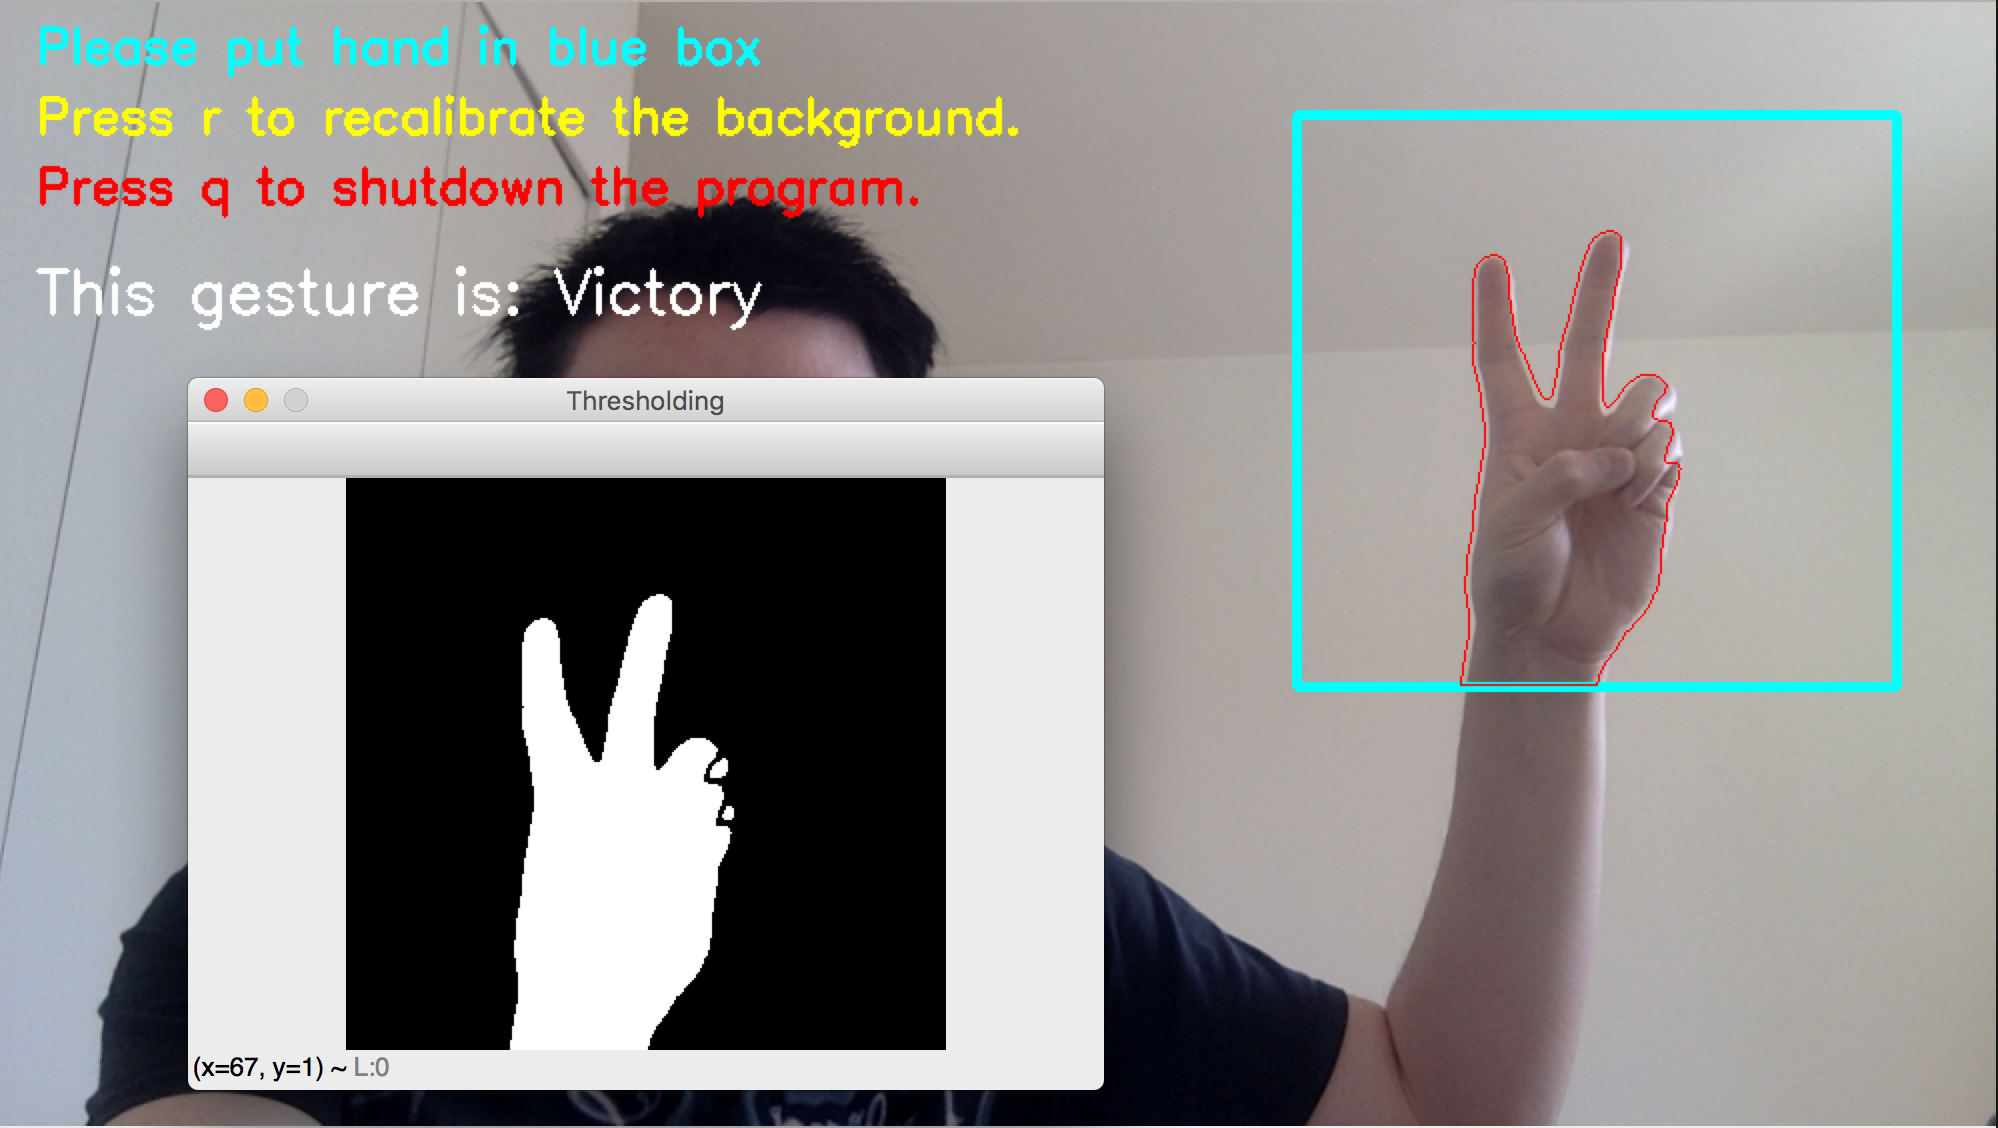 Please put hand in blue box
Press r to recalibrate the background.
Press q to shutdown the program.
This gesture is: Victory
Thresholding
(x=67, y=1) ~ L:0